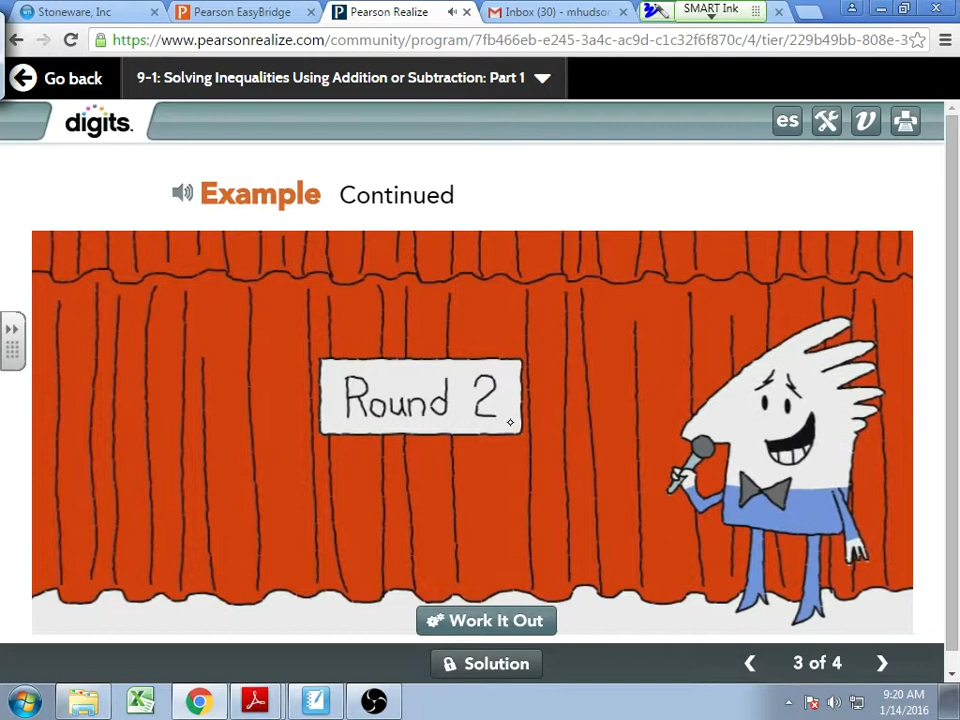 Stoneware, Inc
Pearson EasyBridge
Pearson Realize
Inbox (30) - mhudson
SMART Ink
https://www.pearsonrealize.com/community/program/7fb466eb-e245-3a4c-ac9d-c1c32f6f870c/4/tier/229b49bb-808e-3
Go back
9-1: Solving Inequalities Using Addition or Subtraction: Part 1
digits.
es
v
Example Continued
Round 2
Work It Out
Solution
3 of 4
9:20 AM
1/14/2016